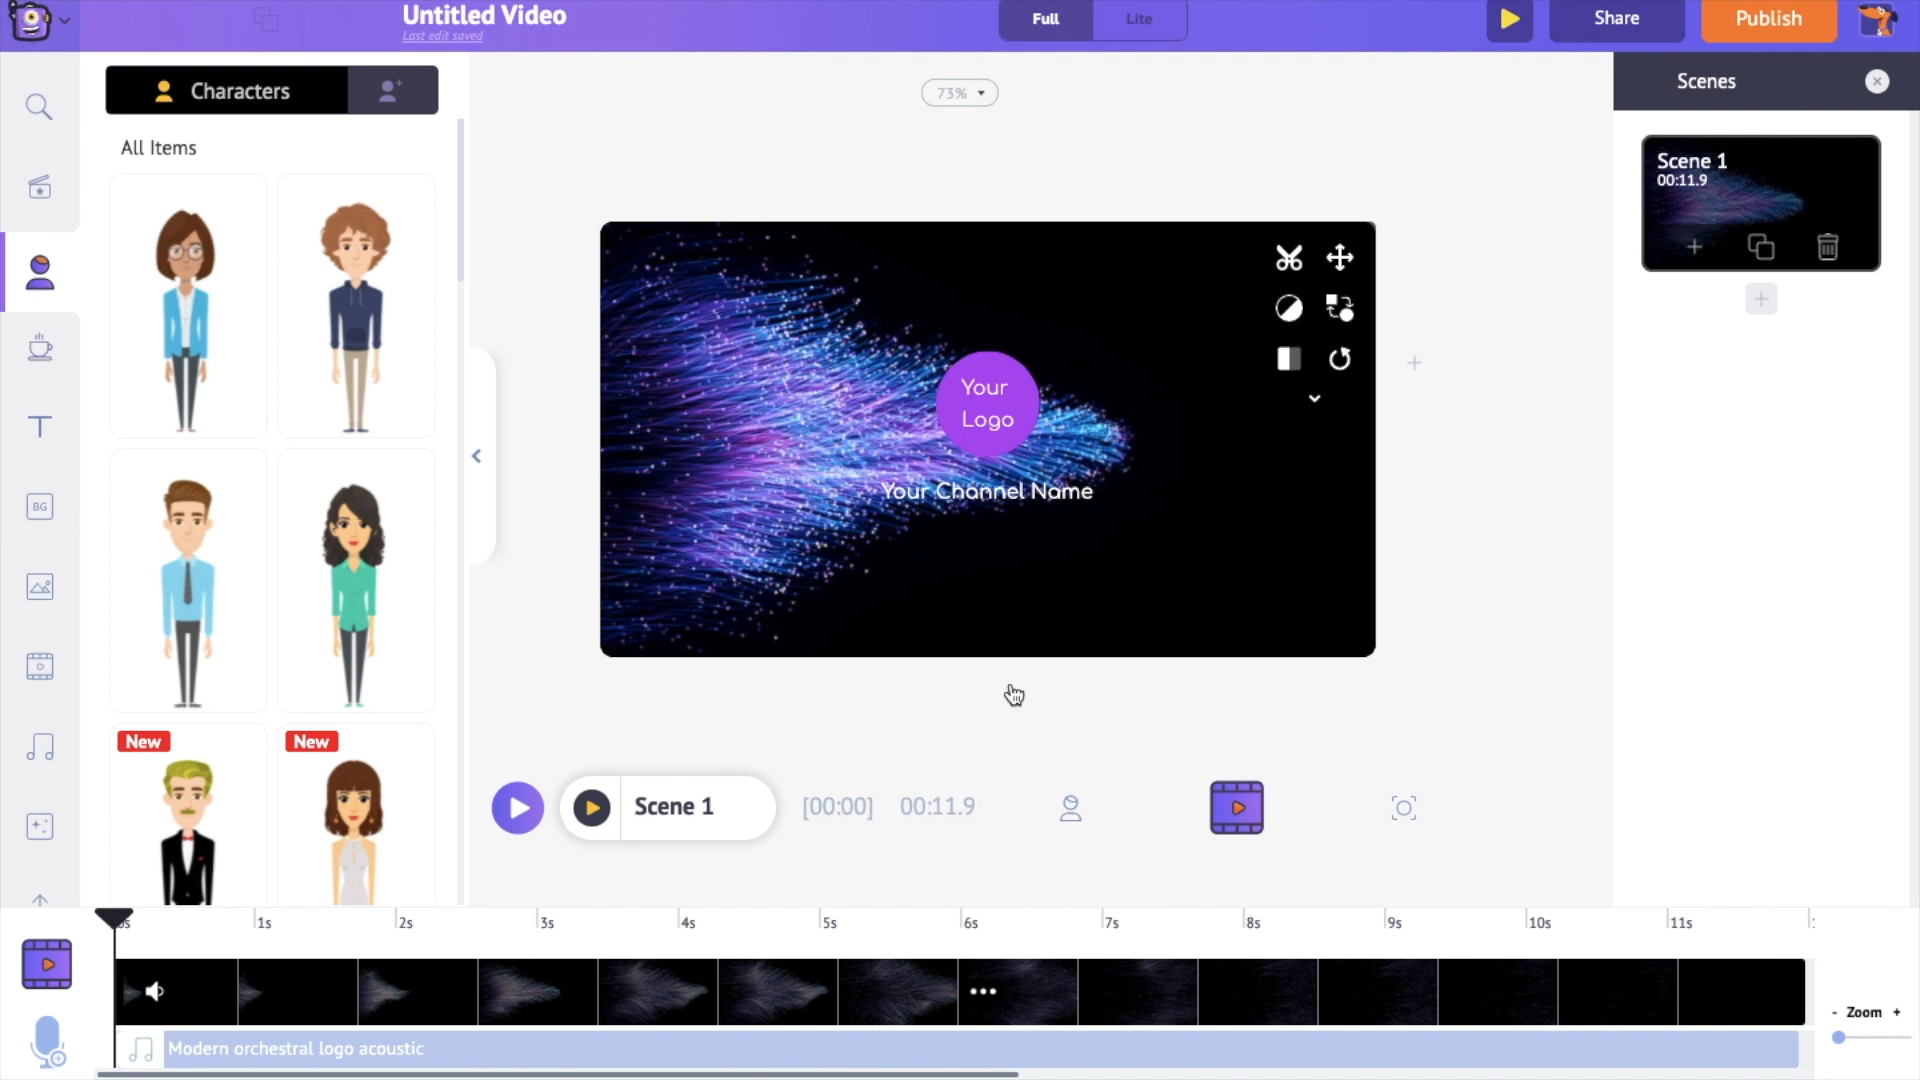 Untitled Video
Last edit saved
Full
Lite
Share
Publish
Characters
All Items
73%
Scenes
Scene 1
00:11.9
Your
Logo
Your Channel Name
BG
New
New
Scene 1
[00:00]
00:11.9
1s
2s
3s
4s
5s
6s
7s
8s
9s
10s
11s
- Zoom +
Modern orchestral logo acoustic